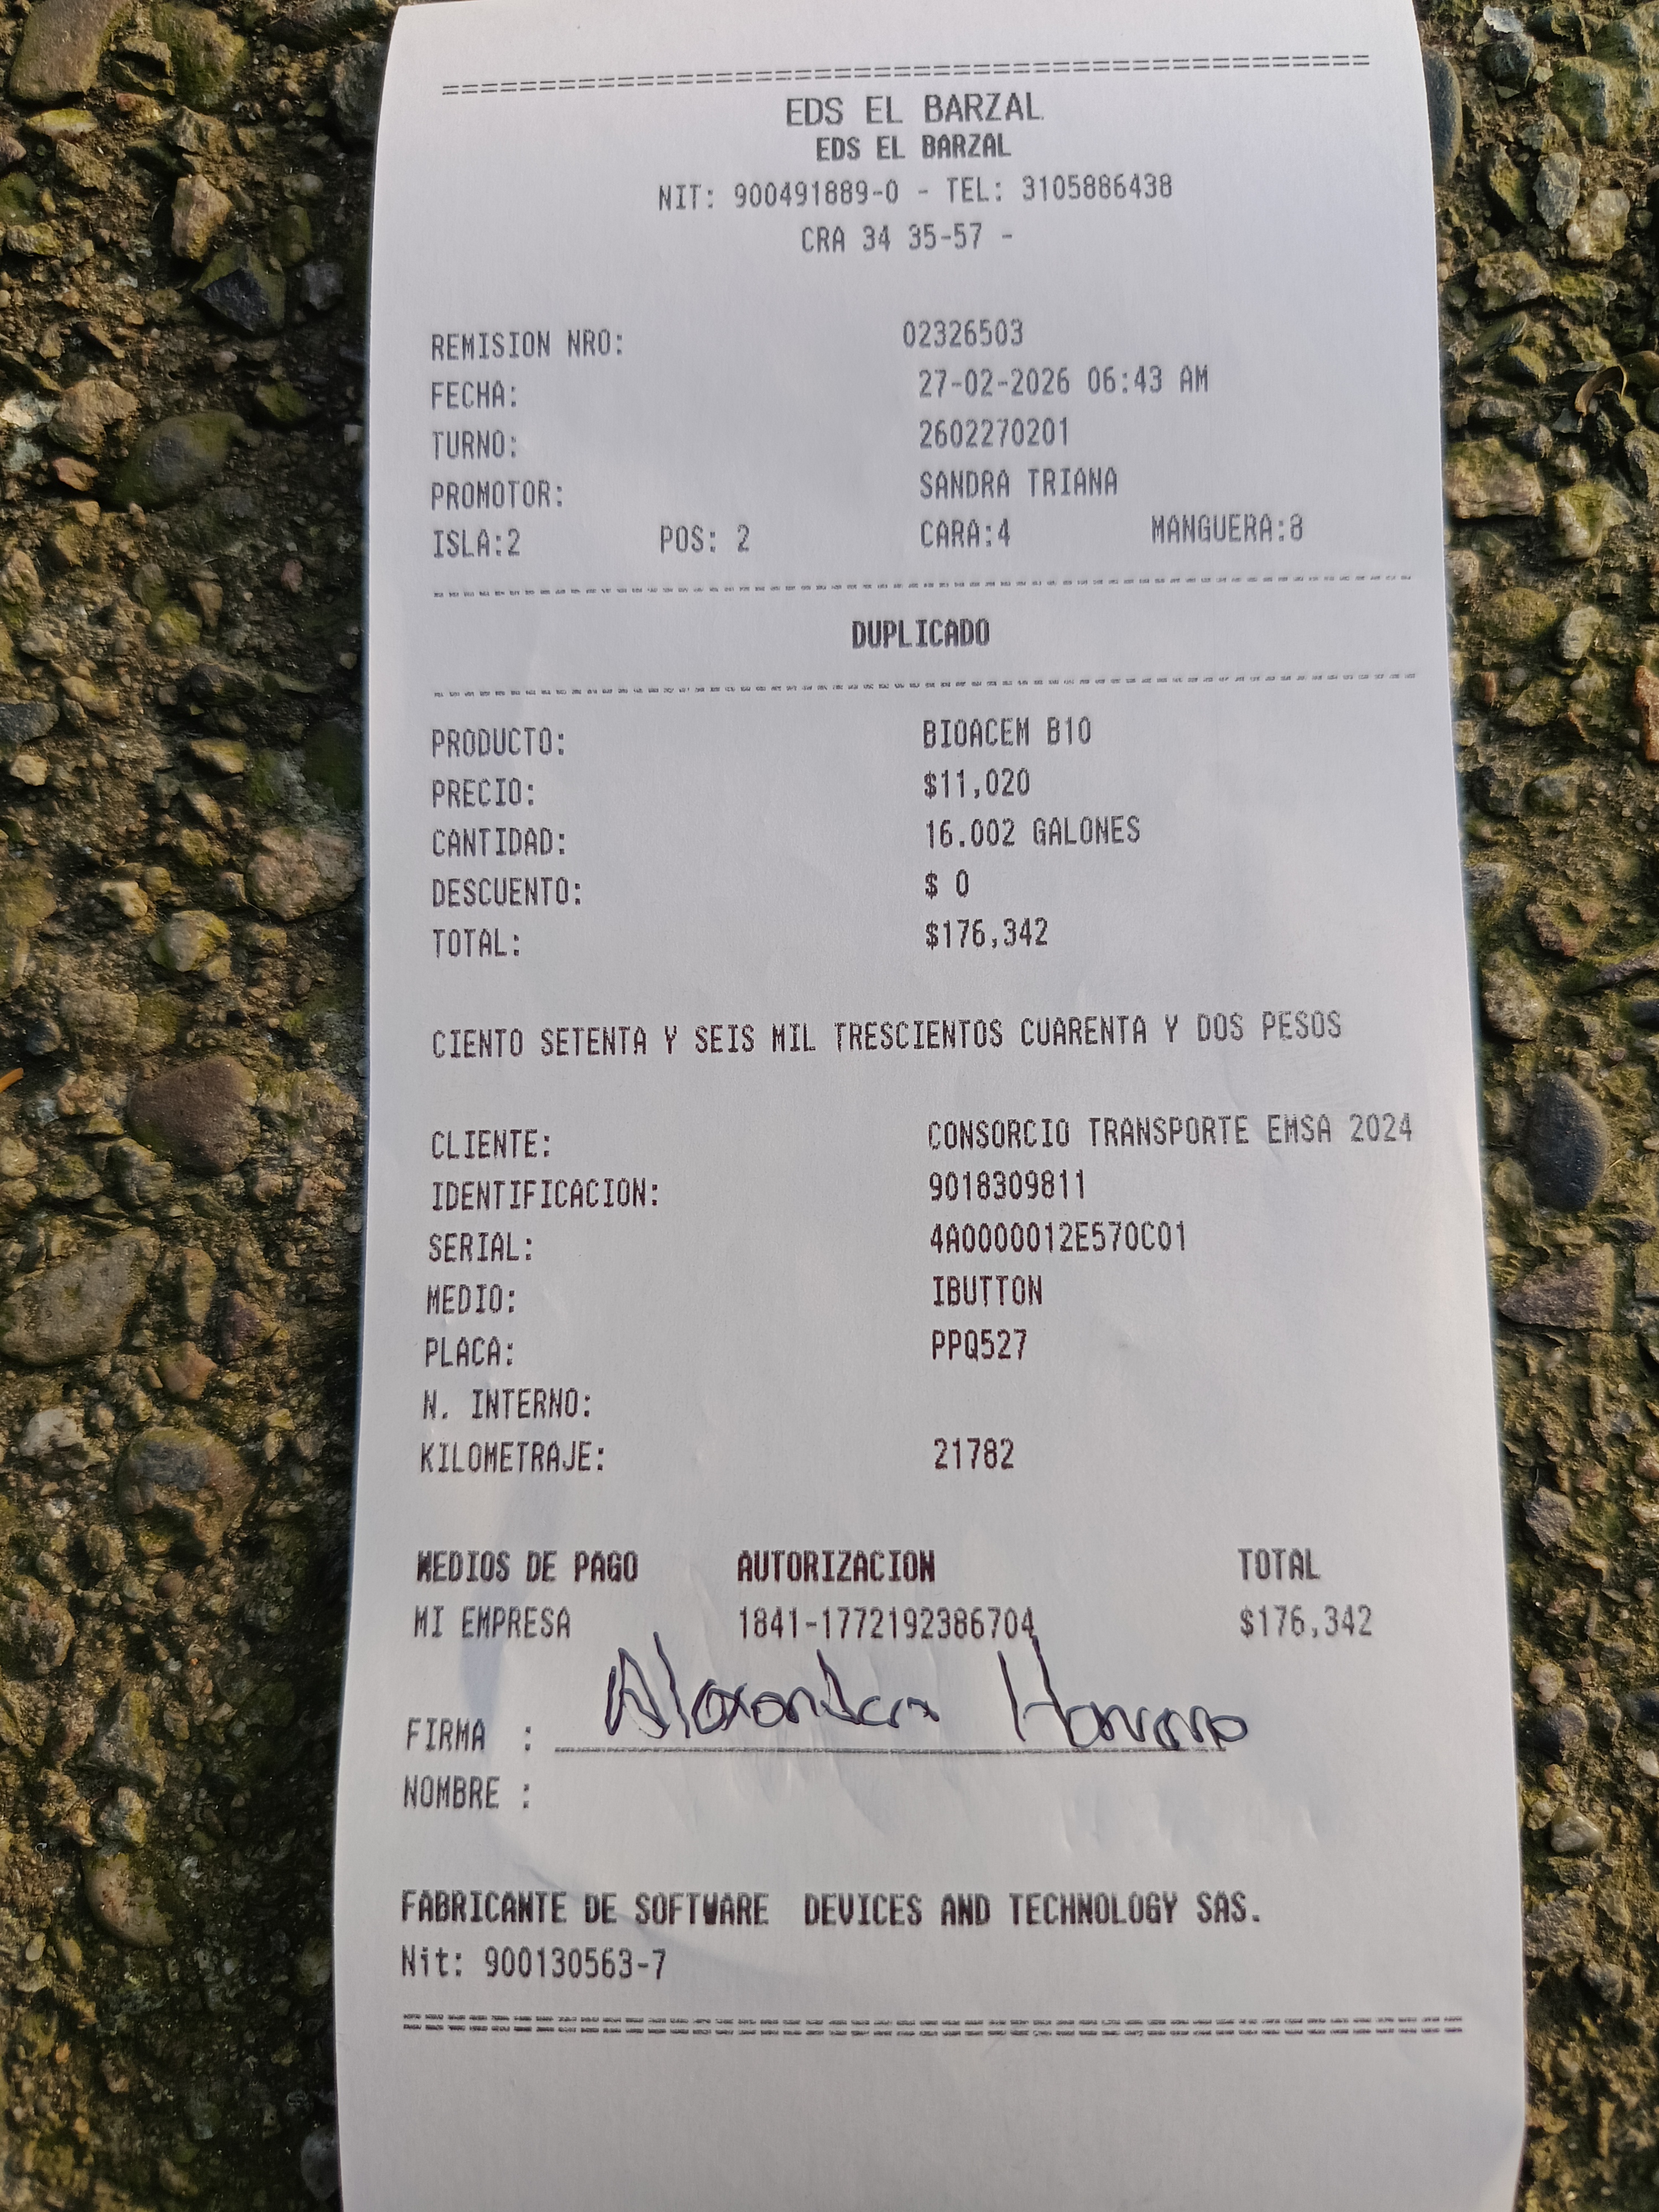 EDS EL BARZAL
EDS EL BARZAL
NIT: 900491889-0 - TEL: 3105886438
CRA 34 35-57 -
REMISION NRO: 02326503
FECHA: 27-02-2026 06:43 AM
TURNO: 2602270201
PROMOTOR: SANDRA TRIANA
ISLA:2 POS: 2 CARA:4 MANGUERA:8
DUPLICADO
PRODUCTO: BIOACEM B10
PRECIO: $11,020
CANTIDAD: 16.002 GALONES
DESCUENTO: $ 0
TOTAL: $176,342
CIENTO SETENTA Y SEIS MIL TRESCIENTOS CUARENTA Y DOS PESOS
CLIENTE: CONSORCIO TRANSPORTE EMSA 2024
IDENTIFICACION: 9018309811
SERIAL: 4A0000012E570C01
MEDIO: IBUTTON
PLACA: PPQ527
N. INTERNO:
KILOMETRAJE: 21782
MEDIOS DE PAGO AUTORIZACION TOTAL
MI EMPRESA 1841-1772192386704 $176,342
FIRMA :
NOMBRE :
FABRICANTE DE SOFTWARE DEVICES AND TECHNOLOGY SAS.
Nit: 900130563-7